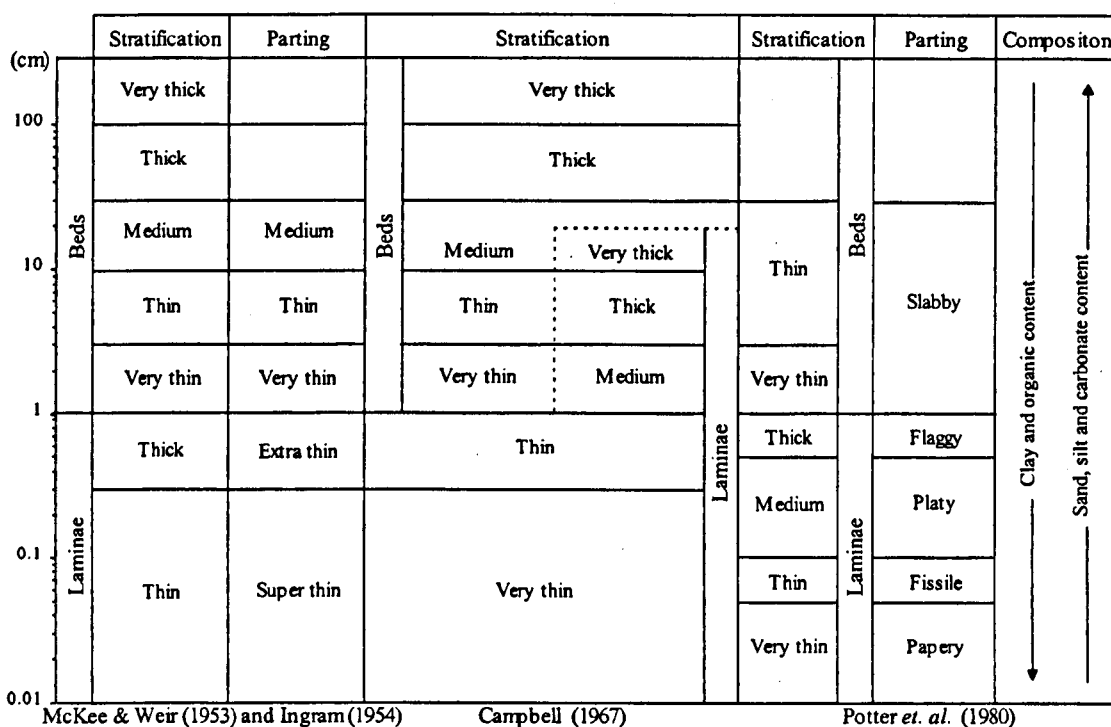 Stratification Parting Stratification Stratification Parting Compositon
(cm)
Very thick Very thick
100
Thick Thick
Beds Beds Beds
Medium Medium Medium Very thick
10
Thin Thin Thin Thick Thin Slabby
Very thin Very thin Very thin Medium Very thin
1
Thick Extra thin Thin Thick Flaggy
Laminae Laminae Laminae
Medium Platy
0.1
Thin Super thin Very thin Thin Fissile
Very thin Papery
0.01
Clay and organic content
Sand, silt and carbonate content
McKee & Weir (1953) and Ingram (1954) Campbell (1967) Potter et. al. (1980)